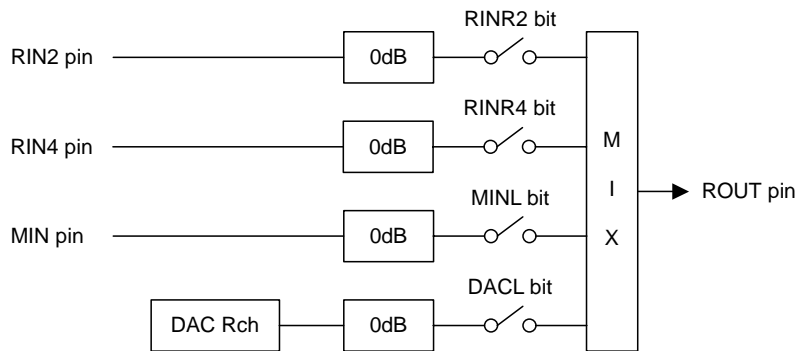 RINR2 bit
RIN2 pin 0dB
RINR4 bit
RIN4 pin 0dB
M
I
X
ROUT pin
MINL bit
MIN pin 0dB
DACL bit
DAC Rch 0dB